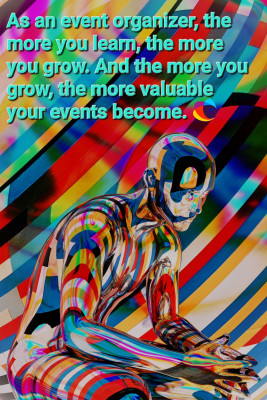 As an event organizer, the
more you learn, the more
you grow. And the more you
grow, the more valuable
your events become.